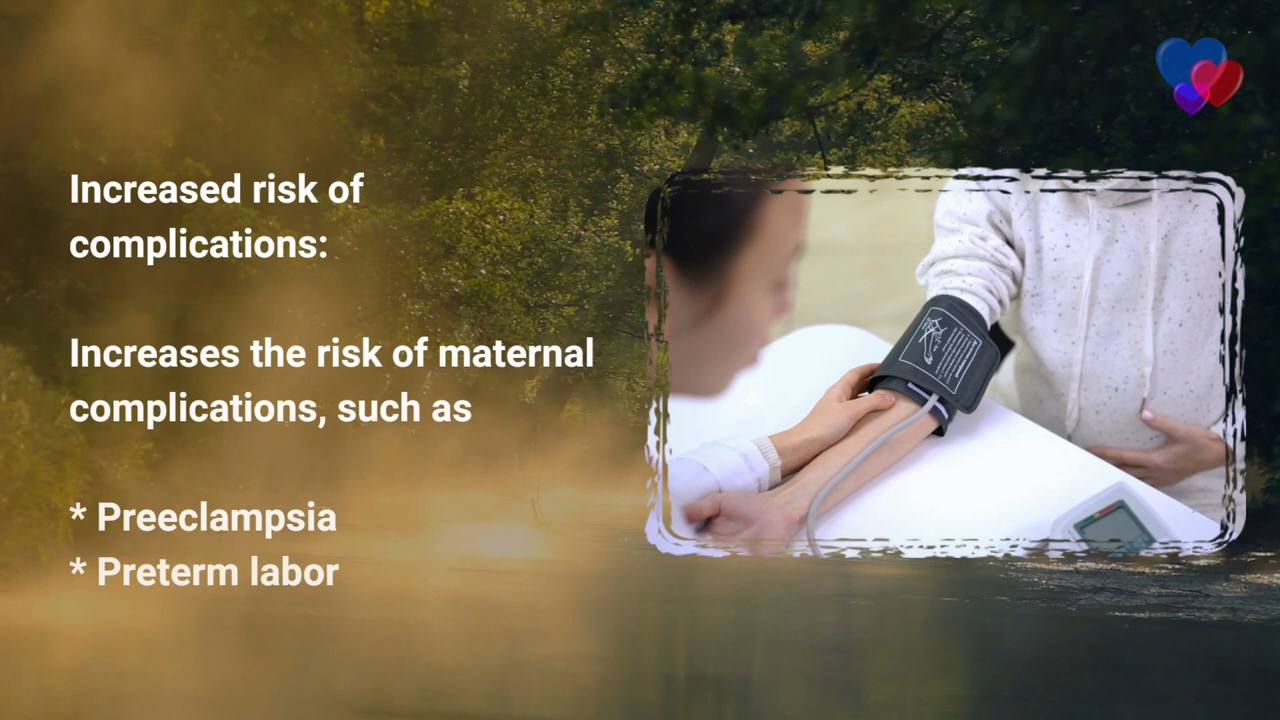 Increased risk of
complications:
Increases the risk of maternal
complications, such as
* Preeclampsia
* Preterm labor